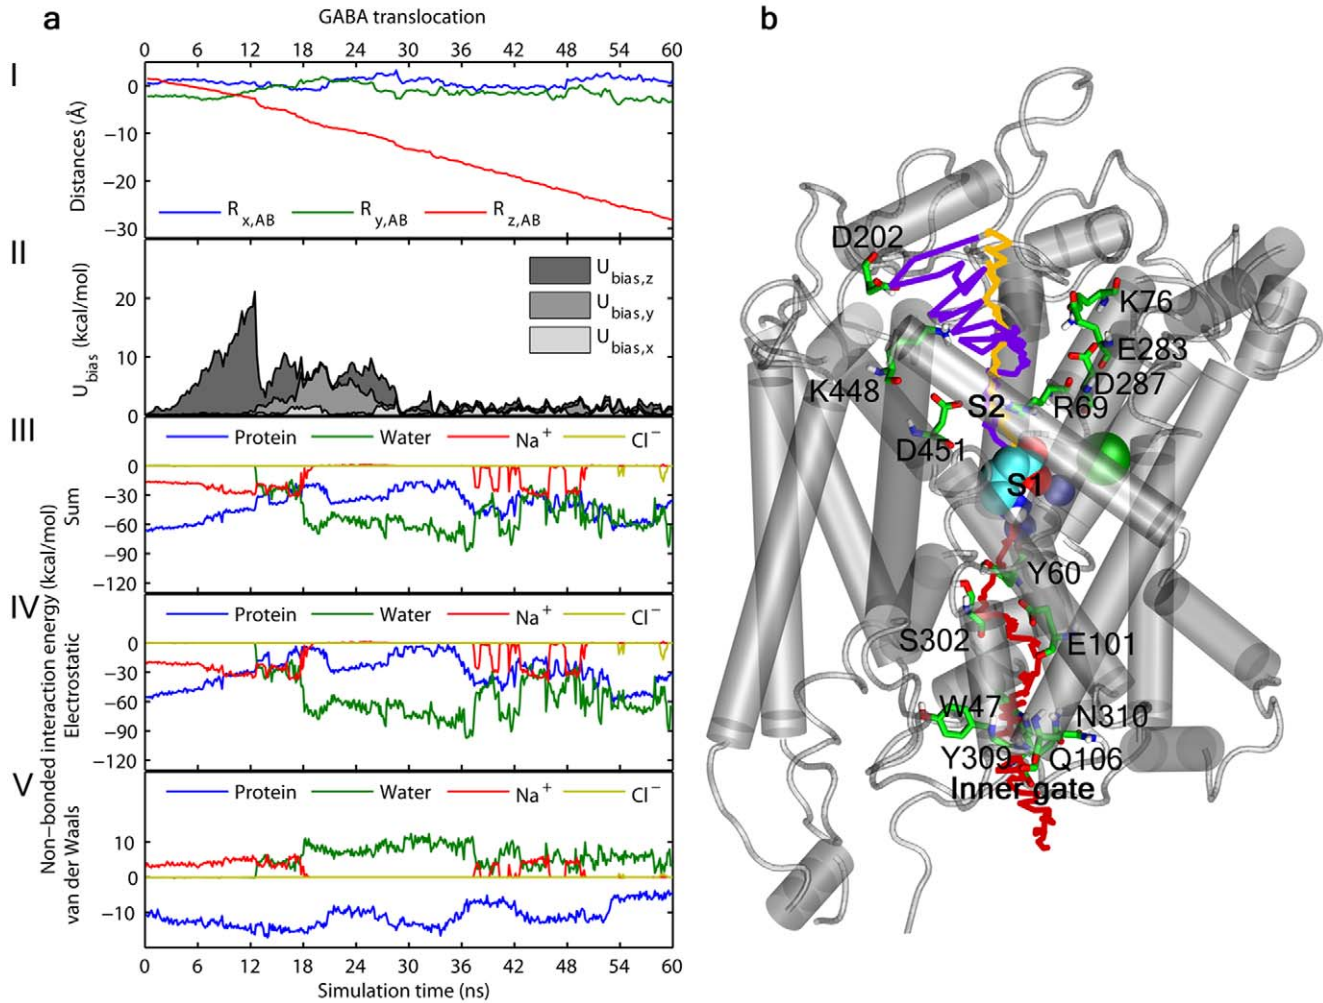 a
GABA translocation
0 6 12 18 24 30 36 42 48 54 60
I
Distances (Å)
0
−10
−20
−30
R x,AB R y,AB R z,AB
II
U bias (kcal/mol)
20
10
0
U bias,z
U bias,y
U bias,x
Non−bonded interaction energy (kcal/mol)
III
Sum
Protein Water Na+ Cl−
0
−30
−60
−90
−120
IV
Electrostatic
Protein Water Na+ Cl−
0
−30
−60
−90
−120
V
van der Waals
Protein Water Na+ Cl−
10
0
−10
0 6 12 18 24 30 36 42 48 54 60
Simulation time (ns)
b
D202
K76
E283
K448
D287
S2
R69
D451
S1
Y60
S302
E101
W47
N310
Y309
Q106
Inner gate